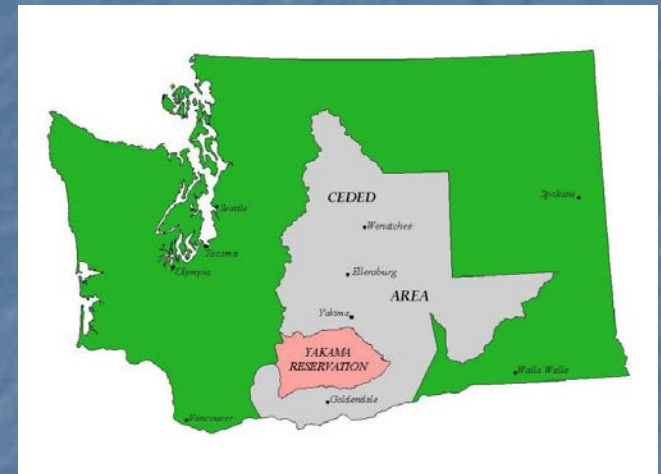 CEDED
Spokane
Wenatchee
Seattle
Tacoma
Olympia
Ellensburg
AREA
Yakima
YAKAMA
RESERVATION
Walla Walla
Goldendale
Vancouver